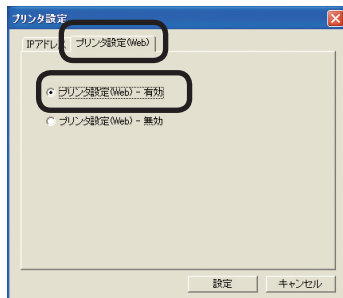 プリンタ設定
IPアドレス プリンタ設定(Web)
プリンタ設定(Web) - 有効
プリンタ設定(Web) - 無効
設定 キャンセル